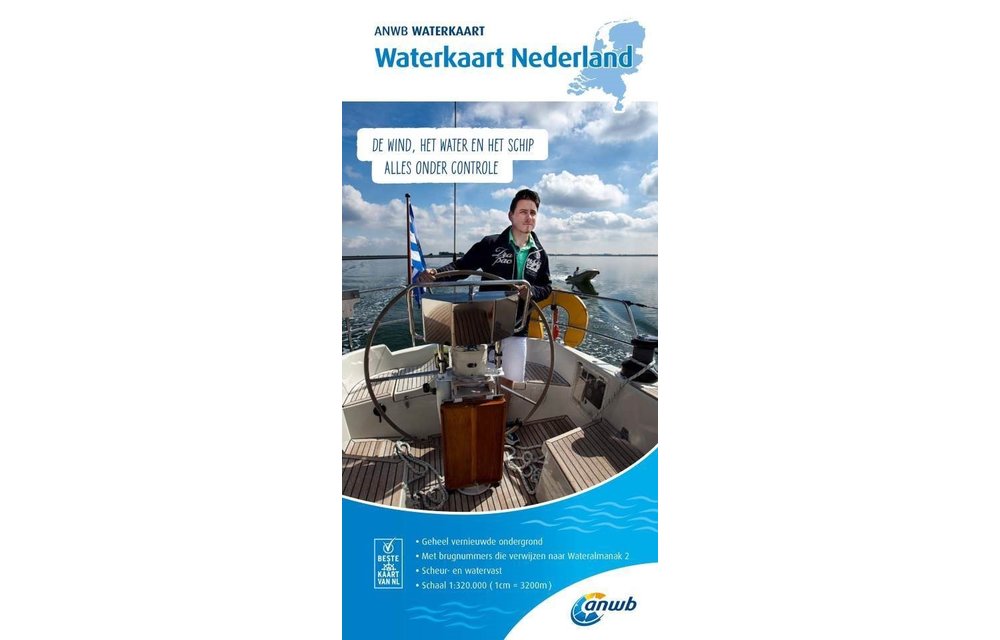 ANWB WATERKAART
Waterkaart Nederland
DE WIND, HET WATER EN HET SCHIP
ALLES ONDER CONTROLE
• Geheel vernieuwde ondergrond
• Met brugnummers die verwijzen naar Wateralmanak 2
• Scheur- en watervast
• Schaal 1:320.000 ( 1cm = 3200m )
BESTE
KAART
VAN NL
anwb